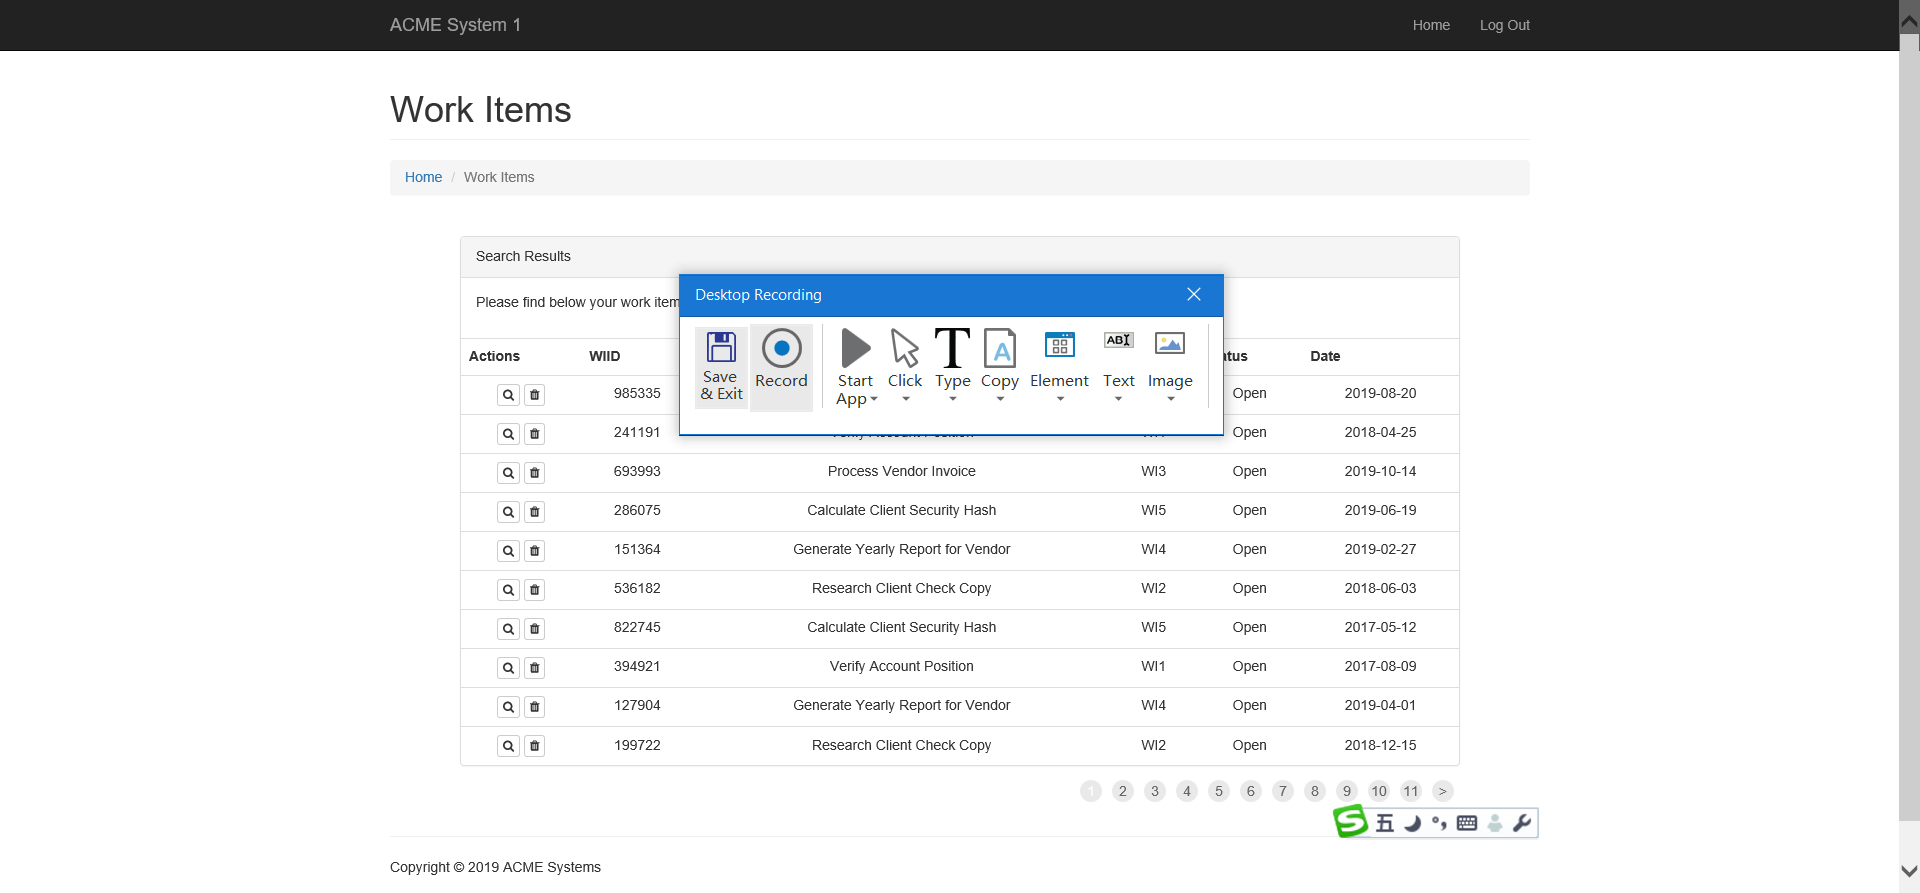 ACME System 1 Home Log Out
Work Items
Home / Work Items
Search Results
Please find below your work item
Desktop Recording
Save & Exit
Record
Start App
Click
Type
Copy
Element
Text
Image
Actions WIID Date
985335 Open 2019-08-20
241191 Verify Account Position WI1 Open 2018-04-25
693993 Process Vendor Invoice WI3 Open 2019-10-14
286075 Calculate Client Security Hash WI5 Open 2019-06-19
151364 Generate Yearly Report for Vendor WI4 Open 2019-02-27
536182 Research Client Check Copy WI2 Open 2018-06-03
822745 Calculate Client Security Hash WI5 Open 2017-05-12
394921 Verify Account Position WI1 Open 2017-08-09
127904 Generate Yearly Report for Vendor WI4 Open 2019-04-01
199722 Research Client Check Copy WI2 Open 2018-12-15
1 2 3 4 5 6 7 8 9 10 11 >
S 五
Copyright © 2019 ACME Systems